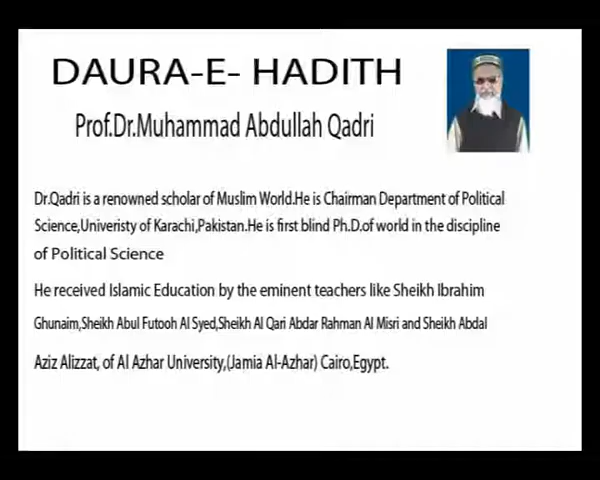 DAURA-E- HADITH
Prof.Dr.Muhammad Abdullah Qadri
Dr.Qadri is a renowned scholar of Muslim World.He is Chairman Department of Political
Science,Univeristy of Karachi,Pakistan.He is first blind Ph.D.of world in the discipline
of Political Science
He received Islamic Education by the eminent teachers like Sheikh Ibrahim
Ghunaim,Sheikh Abul Futooh Al Syed,Sheikh Al Qari Abdar Rahman Al Misri and Sheikh Abdal
Aziz Alizzat, of Al Azhar University,(Jamia Al-Azhar) Cairo,Egypt.